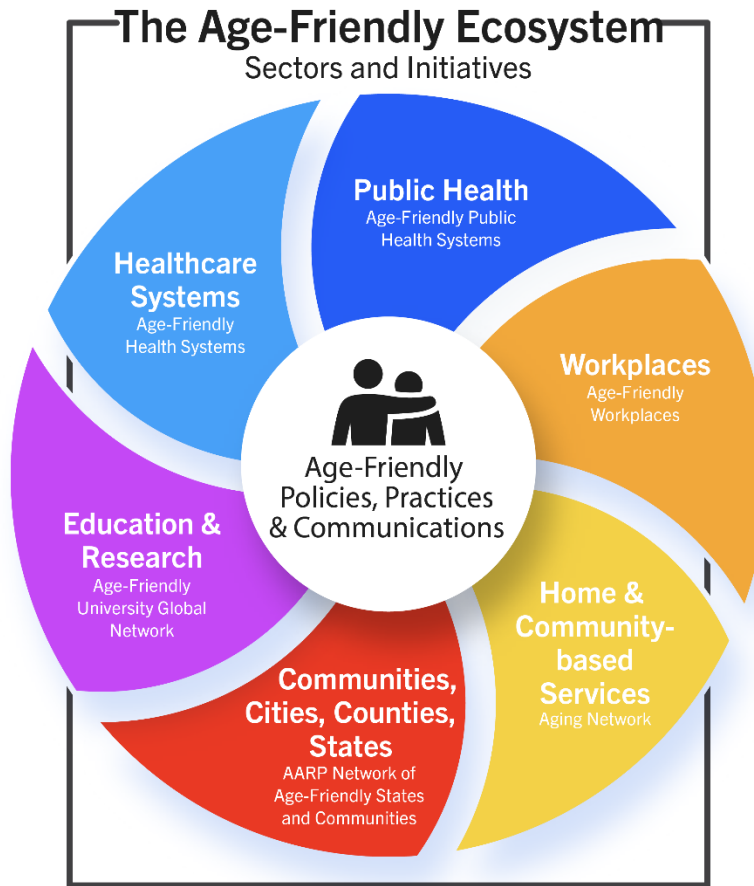 The Age-Friendly Ecosystem
Sectors and Initiatives
Public Health
Age-Friendly Public
Health Systems
Healthcare
Systems
Age-Friendly
Health Systems
Workplaces
Age-Friendly
Workplaces
Age-Friendly
Policies, Practices
& Communications
Education &
Research
Age-Friendly
University Global
Network
Home &
Community-
based
Services
Aging Network
Communities,
Cities, Counties,
States
AARP Network of
Age-Friendly States
and Communities